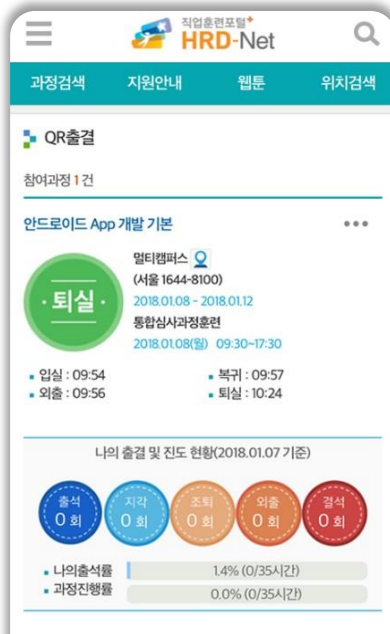 직업훈련포털+
HRD-Net
과정검색 지원안내 웹툰 위치검색
QR출결
참여과정 1 건
안드로이드 App 개발 기본
멀티캠퍼스
(서울 1644-8100)
· 퇴실 ·
2018.01.08 - 2018.01.12
통합심사과정훈련
2018.01.08(월) 09:30~17:30
입실 : 09:54 복귀 : 09:57
외출 : 09:56 퇴실 : 10:24
나의 출결 및 진도 현황(2018.01.07 기준)
출석 지각 조퇴 외출 결석
0 회 0 회 0 회 0 회 0 회
나의출석률 1.4% (0/35시간)
과정진행률 0.0% (0/35시간)